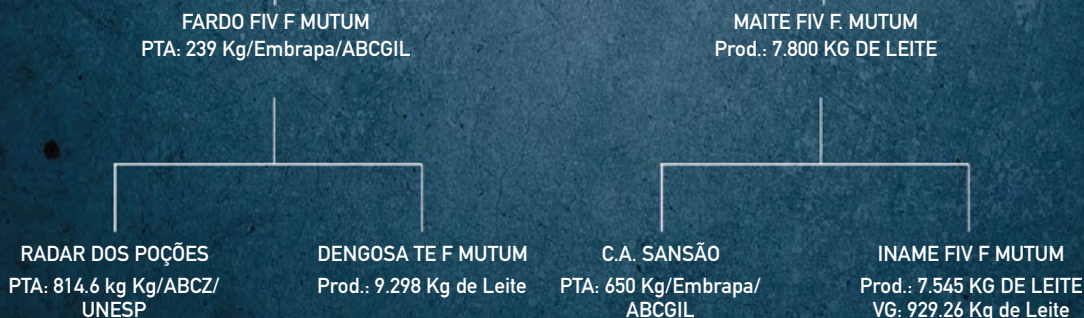 FARDO FIV F MUTUM
PTA: 239 Kg/Embrapa/ABCGIL
MAITE FIV F. MUTUM
Prod.: 7.800 KG DE LEITE
RADAR DOS POÇÕES
PTA: 814.6 kg Kg/ABCZ/
UNESP
DENGOSA TE F MUTUM
Prod.: 9.298 Kg de Leite
C.A. SANSÃO
PTA: 650 Kg/Embrapa/
ABCGIL
INAME FIV F MUTUM
Prod.: 7.545 KG DE LEITE
VG: 929.26 Kg de Leite